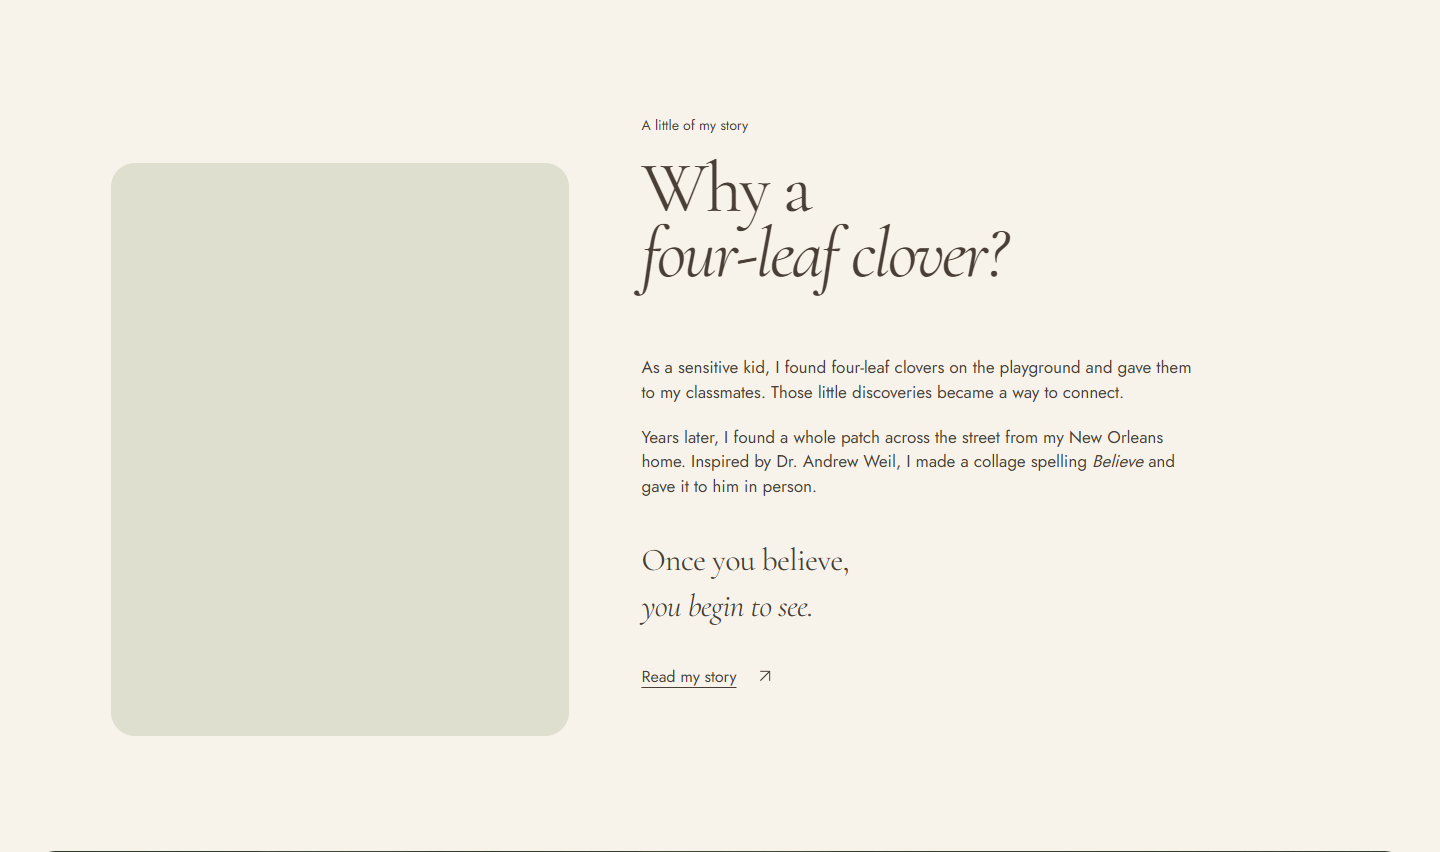 A little of my story
Why a
four-leaf clover?
As a sensitive kid, I found four-leaf clovers on the playground and gave them
to my classmates. Those little discoveries became a way to connect.
Years later, I found a whole patch across the street from my New Orleans
home. Inspired by Dr. Andrew Weil, I made a collage spelling Believe and
gave it to him in person.
Once you believe,
you begin to see.
Read my story